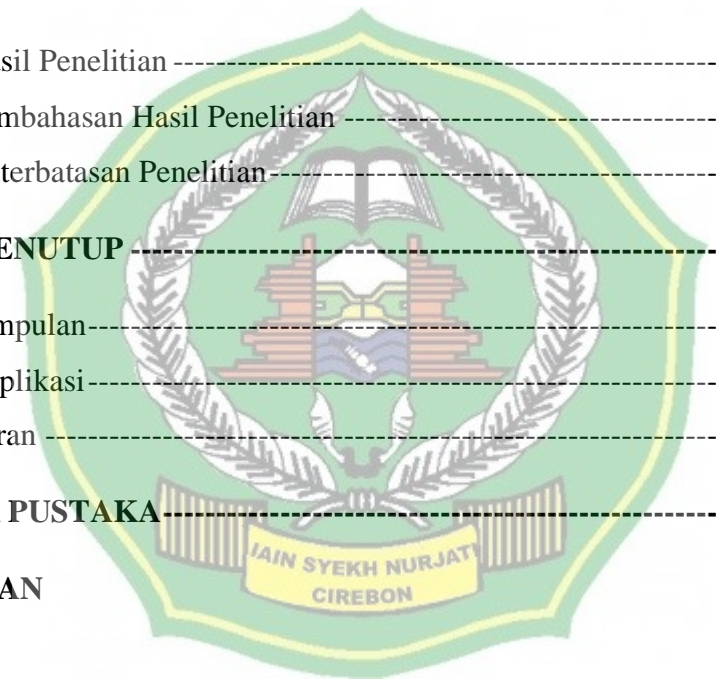 sil Penelitian -----------------------------------------------------------------
mbahasan Hasil Penelitian ---------------------------------------------
terbatasan Penelitian------------------------------------------------------
ENUTUP ------------------------------------------------------------
mpulan---------------------------------------------------------------------------
plikasi---------------------------------------------------------------------------
ran --------------------------------------------------------------------------------
PUSTAKA---------------------------------------------------------
IAIN SYEKH NURJATI
CIREBON
AN